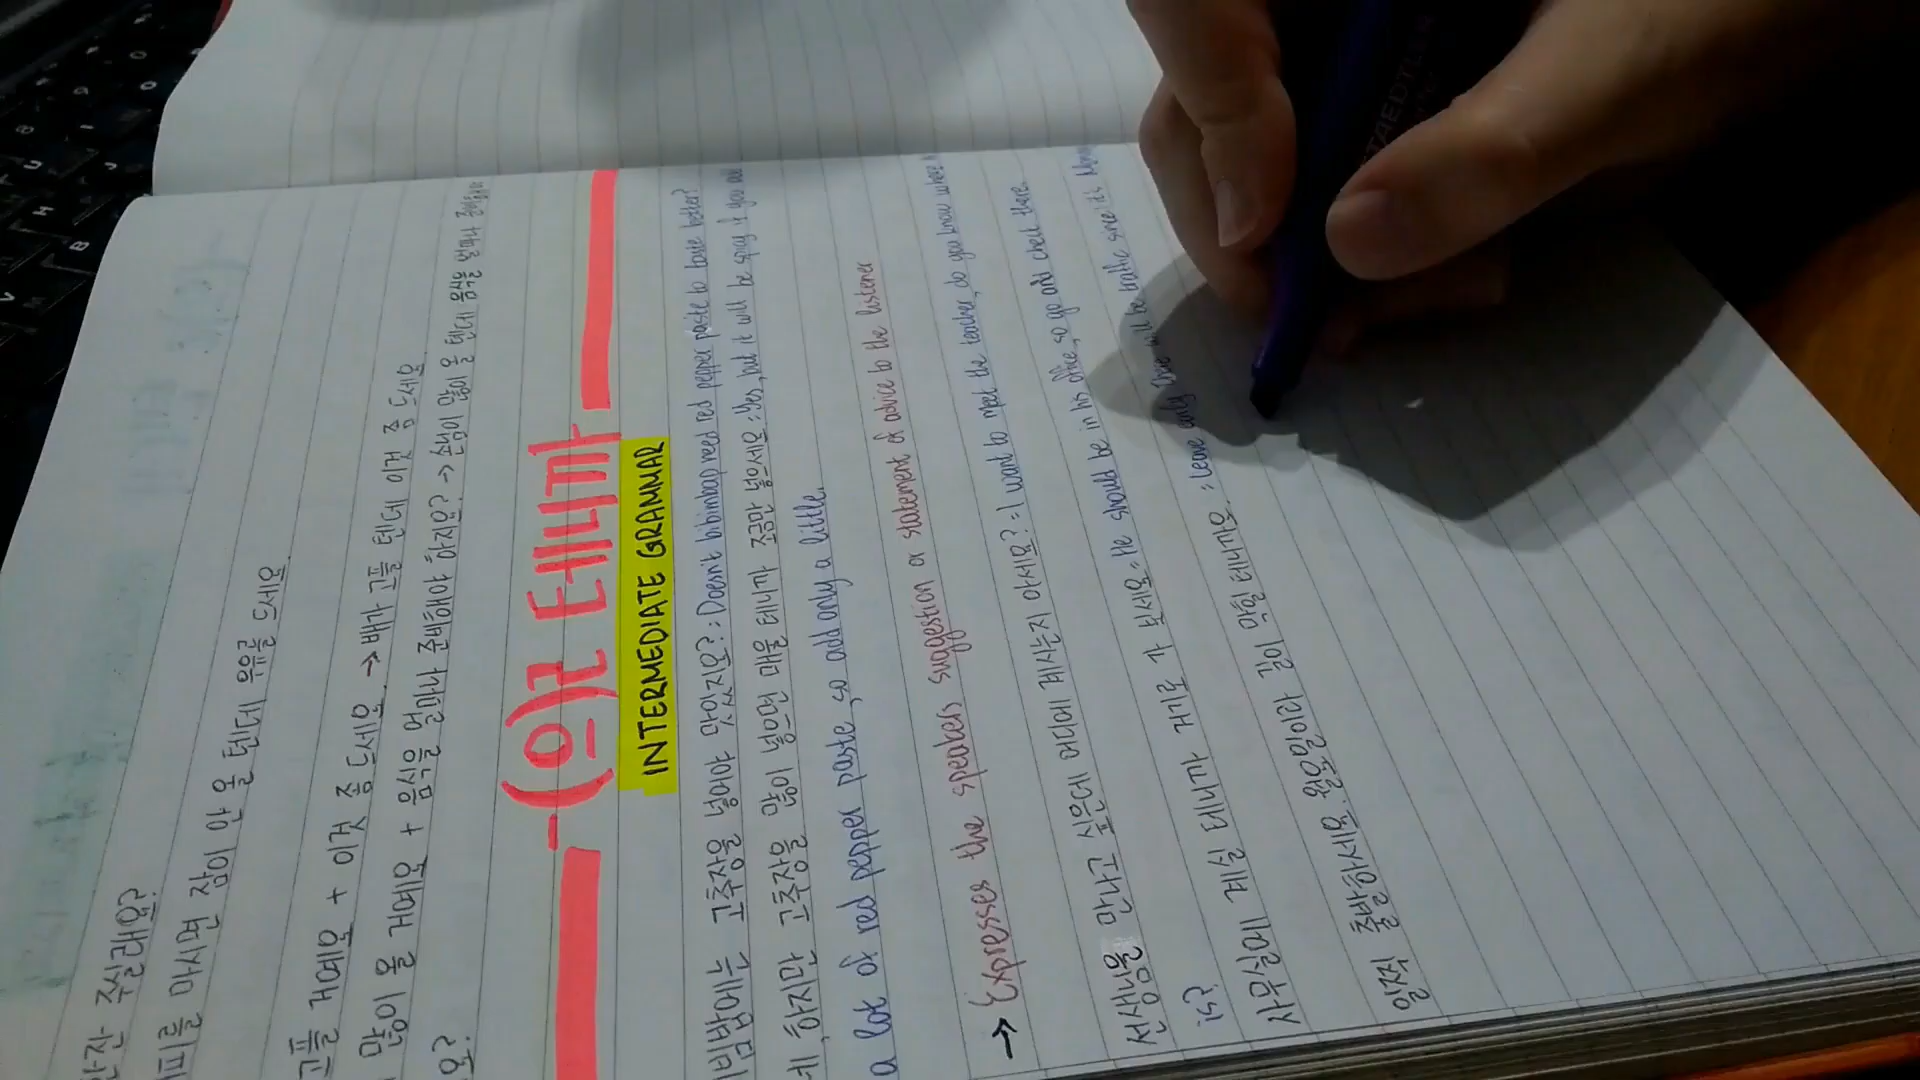 한잔 주실래요?
마시면 잠이 안 올 텐데 우유를 드세요
고플 거예요 + 이것 좀 드세요 → 배가 고플 텐데 이것 좀 드세요
많이 올 거예요 + 음식을 얼마나 준비해야 하지요? → 손님이 많이 올 텐데 음식을 얼마나
요?
-(으)ㄹ 테니까
INTERMEDIATE GRAMMAR
비빔밥에는 고추장을 넣어야 맛있지요? : Doesn't bibimbap need red pepper paste to taste better?
네, 하지만 고추장을 많이 넣으면 매울 테니까 조금만 넣으세요 : Yes, but it will be spicy if you add
a lot of red pepper paste, so add only a little.
→ Expresses the speakers suggestion or statement of advice to the listener
선생님을 만나고 싶은데 어디에 계시는지 아세요? = I want to meet the teacher, do you know where
is?
사무실에 계실 테니까 거기로 가 보세요 = He should be in his office, so go and check there.
일찍 출발하세요. 월요일이라 길이 막힐 테니까요. = Leave early there will be traffic since it's
STAEDTLER